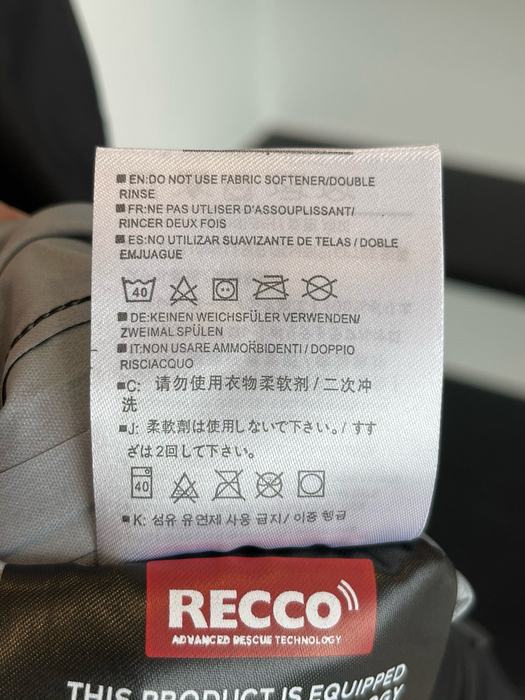 EN:DO NOT USE FABRIC SOFTENER/DOUBLE
RINSE
FR:NE PAS UTLISER D'ASSOUPLISSANT/
RINCER DEUX FOIS
ES:NO UTILIZAR SUAVIZANTE DE TELAS / DOBLE
EMJUAGUE
40
DE:KEINEN WEICHSFÜLER VERWENDEN/
ZWEIMAL SPÜLEN
IT:NON USARE AMMORBIDENTI / DOPPIO
RISCIACQUO
C: 请勿使用衣物柔软剂 / 二次冲
洗
J: 柔軟劑は使用しないで下さい。/ すす
ざは2回して下さい。
40
K: 섬유 유연제 사용 금지/ 이중 헹굼
RECCO
ADVANCED RESCUE TECHNOLOGY
THIS PRODUCT IS EQUIPPED